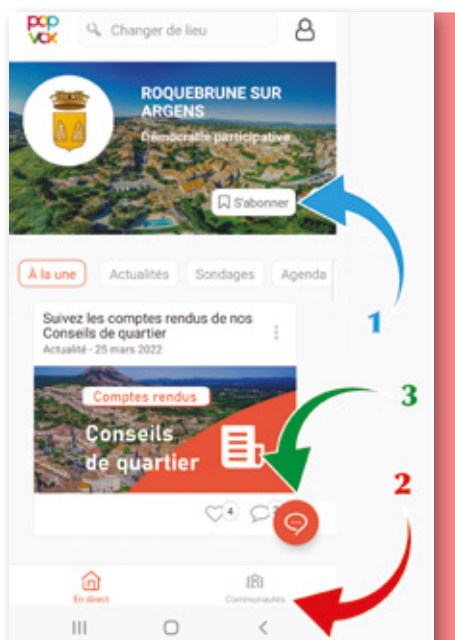 pop
vox
Changer de lieu
ROQUEBRUNE SUR
ARGENS
Démocratie participative
S'abonner
À la une
Actualités
Sondages
Agenda
1
Suivez les comptes rendus de nos
Conseils de quartier
Actualité - 25 mars 2022
Comptes rendus
Conseils
de quartier
3
4
2
En direct
Communautés